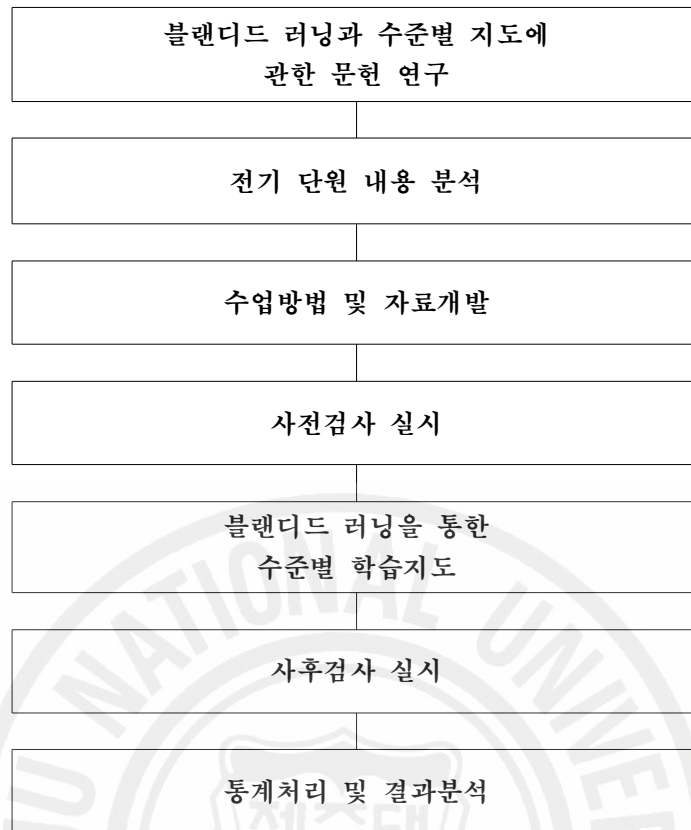 블랜디드 러닝과 수준별 지도에
관한 문헌 연구
전기 단원 내용 분석
수업방법 및 자료개발
사전검사 실시
블랜디드 러닝을 통한
수준별 학습지도
사후검사 실시
통계처리 및 결과분석
NATIONAL